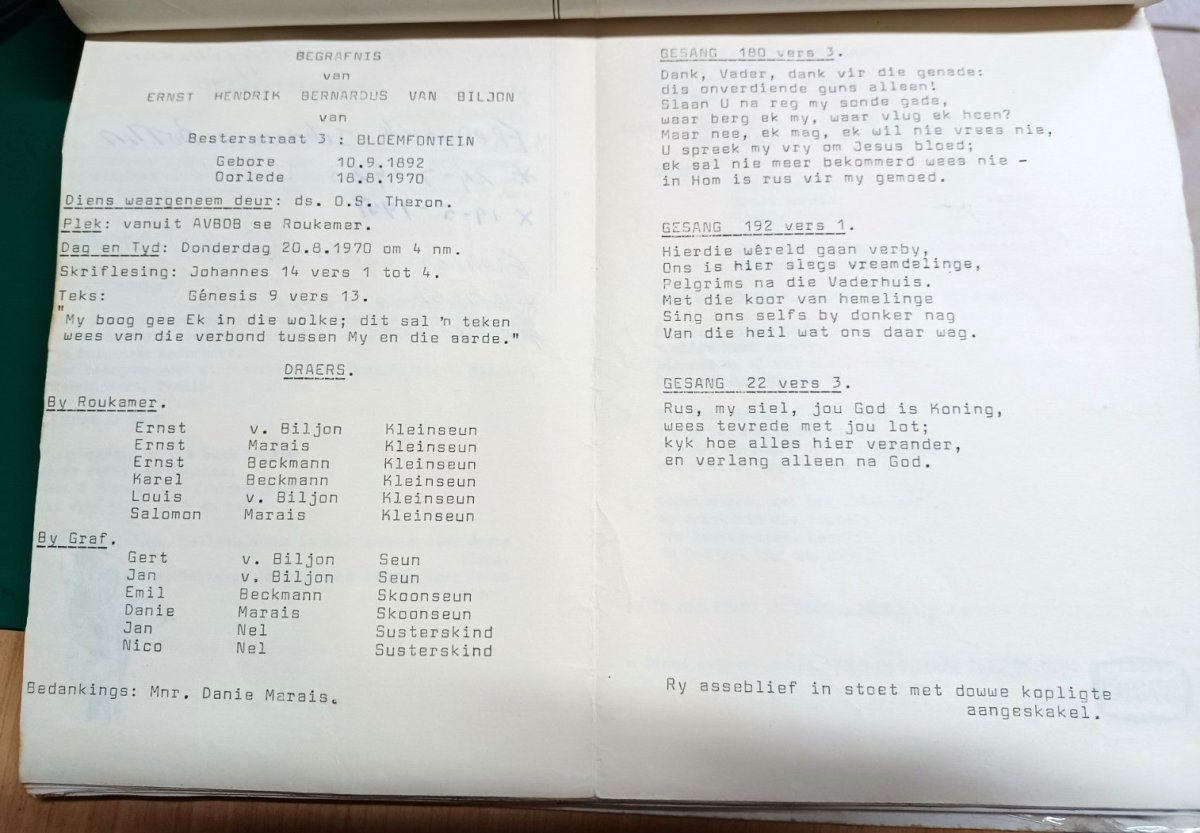 BEGRAFNIS
van
ERNST HENDRIK BERNARDUS VAN BILJON
van
Besterstraat 3 : BLOEMFONTEIN
Gebore 10.9.1892
Oorlede 18.8.1970
Diens waargeneem deur: ds. O.S. Theron.
Plek: vanuit AVBOB se Roukamer.
Dag en Tyd: Donderdag 20.8.1970 om 4 nm.
Skriflesing: Johannes 14 vers 1 tot 4.
Teks: Génesis 9 vers 13.
"My boog gee Ek in die wolke; dit sal 'n teken
wees van die verbond tussen My en die aarde."
DRAERS.
By Roukamer.
Ernst v. Biljon Kleinseun
Ernst Marais Kleinseun
Ernst Beckmann Kleinseun
Karel Beckmann Kleinseun
Louis v. Biljon Kleinseun
Salomon Marais Kleinseun
By Graf.
Gert v. Biljon Seun
Jan v. Biljon Seun
Emil Beckmann Skoonseun
Danie Marais Skoonseun
Jan Nel Susterskind
Nico Nel Susterskind
Bedankings: Mnr. Danie Marais.
GESANG 180 vers 3.
Dank, Vader, dank vir die genade:
dis onverdiende guns alleen!
Slaan U na reg my sonde gade,
waar berg ek my, waar vlug ek heen?
Maar nee, ek mag, ek wil nie vrees nie,
U spreek my vry om Jesus bloed;
ek sal nie meer bekommerd wees nie -
in Hom is rus vir my gemoed.
GESANG 192 vers 1.
Hierdie wêreld gaan verby,
Ons is hier slegs vreemdelinge,
Pelgrims na die Vaderhuis.
Met die koor van hemelinge
Sing ons selfs by donker nag
Van die heil wat ons daar wag.
GESANG 22 vers 3.
Rus, my siel, jou God is Koning,
wees tevrede met jou lot;
kyk hoe alles hier verander,
en verlang alleen na God.
Ry asseblief in stoet met douwe kopligte
aangeskakel.